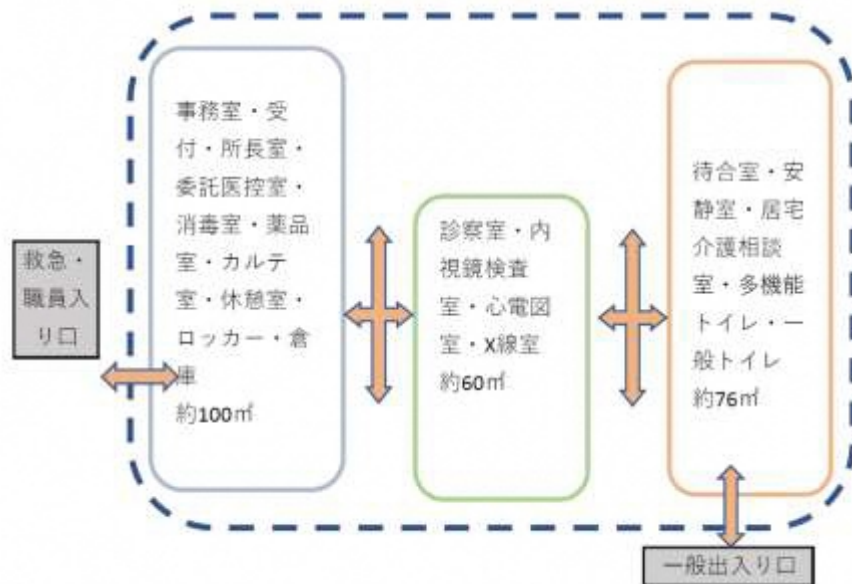 救急・
職員入
り口
事務室・受
付・所長室・
委託医控室・
消毒室・薬品
室・カルテ
室・休憩室・
ロッカー・倉
庫
約100㎡
診察室・内
視鏡検査
室・心電図
室・X線室
約60㎡
待合室・安
静室・居宅
介護相談
室・多機能
トイレ・一
般トイレ
約76㎡
一般出入り口